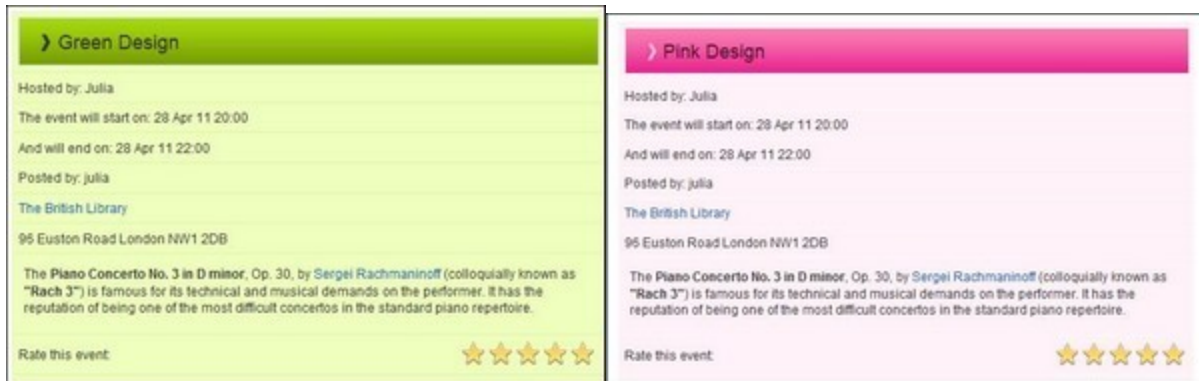 Green Design
Hosted by: Julia
The event will start on: 28 Apr 11 20:00
And will end on: 28 Apr 11 22:00
Posted by: julia
The British Library
96 Euston Road London NW1 2DB
The Piano Concerto No. 3 in D minor, Op. 30, by Sergei Rachmaninoff (colloquially known as
"Rach 3") is famous for its technical and musical demands on the performer. It has the
reputation of being one of the most difficult concertos in the standard piano repertoire.
Rate this event:
Pink Design
Hosted by: Julia
The event will start on: 28 Apr 11 20:00
And will end on: 28 Apr 11 22:00
Posted by: julia
The British Library
96 Euston Road London NW1 2DB
The Piano Concerto No. 3 in D minor, Op. 30, by Sergei Rachmaninoff (colloquially known as
"Rach 3") is famous for its technical and musical demands on the performer. It has the
reputation of being one of the most difficult concertos in the standard piano repertoire.
Rate this event: